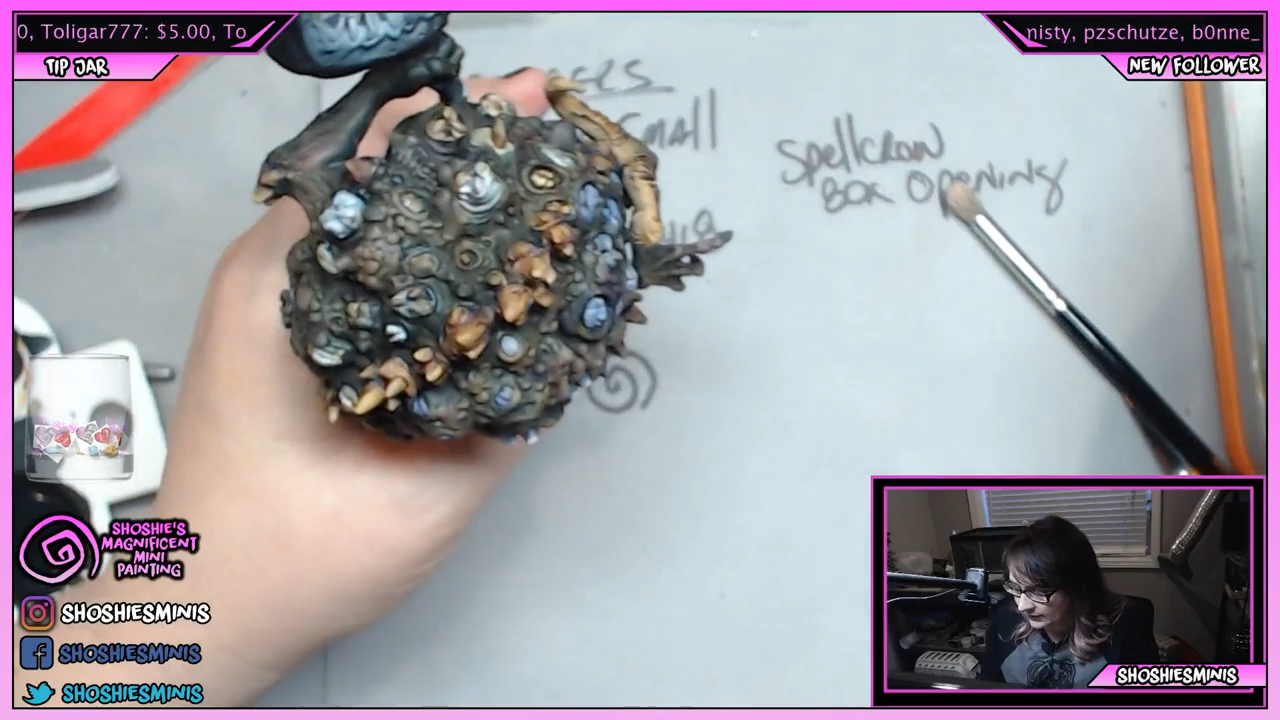 0, Toligar777: $5.00, To
TIP JAR
nisty, pzschutze, b0nne_
NEW FOLLOWER
Small
Spellcrow
Box Opening
SHOSHIE'S
MAGNIFICENT
MINI
PAINTING
SHOSHIESMINIS
SHOSHIESMINIS
SHOSHIESMINIS
SHOSHIESMINIS